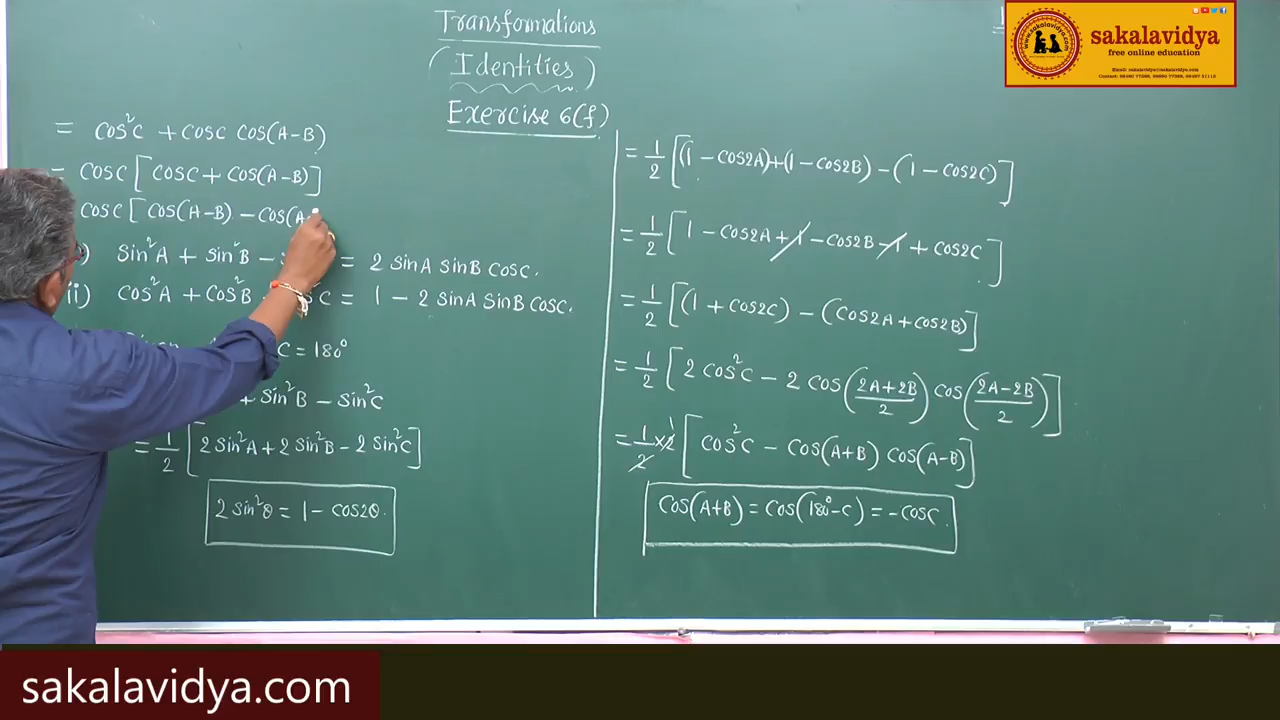 Transformations
(Identities)
Exercise 6(f)
sakalavidya
free online education
www.sakalavidya.com
= cos²C + cosC cos(A-B)
= cosC [cosC + cos(A-B)]
cosC [cos(A-B) - cos(A
) Sin²A + Sin²B - = 2 sinA sinB cosC.
ii) cos²A + cos²B - C = 1 - 2 sinA sinB cosC.
C = 180°
+ Sin²B - Sin²C
= 1/2 [2 Sin²A + 2 Sin²B - 2 Sin²C]
2 sin²θ = 1 - cos2θ.
= 1/2 [(1 - cos2A)+(1 - cos2B) - (1 - cos2C)]
= 1/2 [1 - cos2A + 1 - cos2B - 1 + cos2C]
= 1/2 [(1 + cos2C) - (cos2A + cos2B)]
= 1/2 [2 cos²C - 2 cos((2A+2B)/2) cos((2A-2B)/2)]
= 1/2 × 2 [cos²C - cos(A+B) cos(A-B)]
cos(A+B) = cos(180°-C) = -cosC.
sakalavidya.com